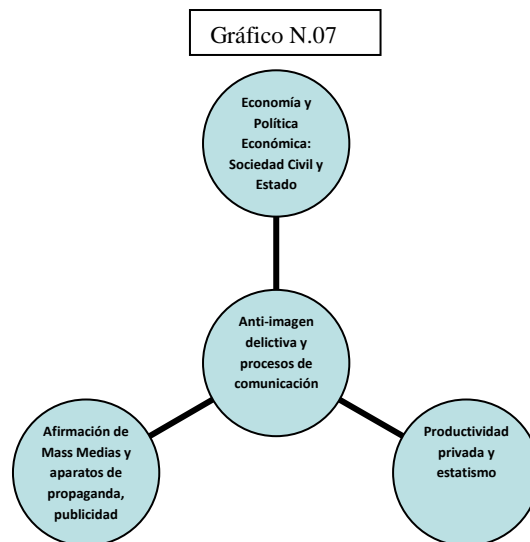 Gráfico N.07
Economía y
Política
Económica:
Sociedad Civil y
Estado
Anti-imagen
delictiva y
procesos de
comunicación
Afirmación de
Mass Medias y
aparatos de
propaganda,
publicidad
Productividad
privada y
estatismo